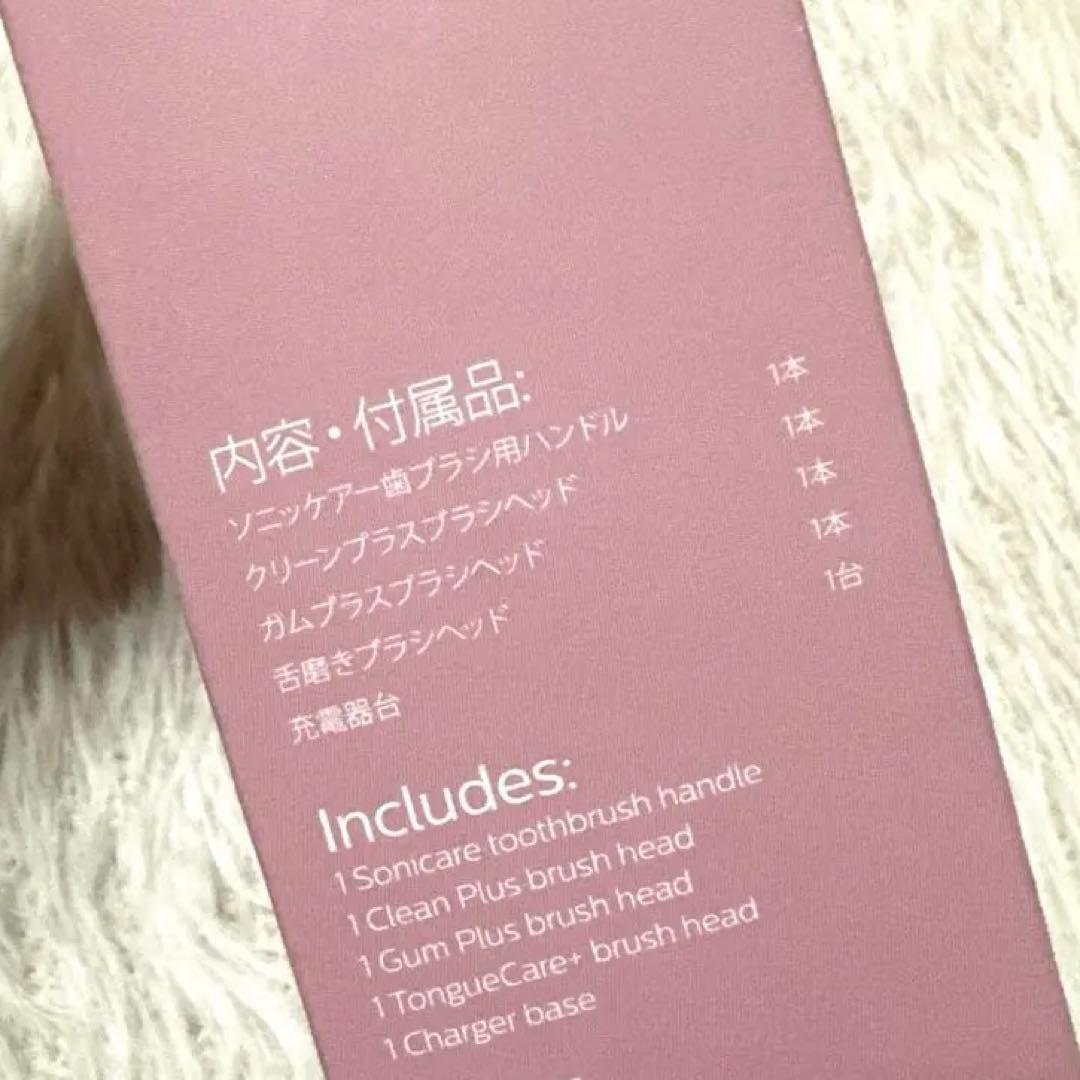 内容・付属品:
ソニッケアー歯ブラシ用ハンドル 1本
クリーンプラスブラシヘッド 1本
ガムプラスブラシヘッド 1本
舌磨きブラシヘッド 1本
充電器台 1台
Includes:
1 Sonicare toothbrush handle
1 Clean Plus brush head
1 Gum Plus brush head
1 TongueCare+ brush head
1 Charger base